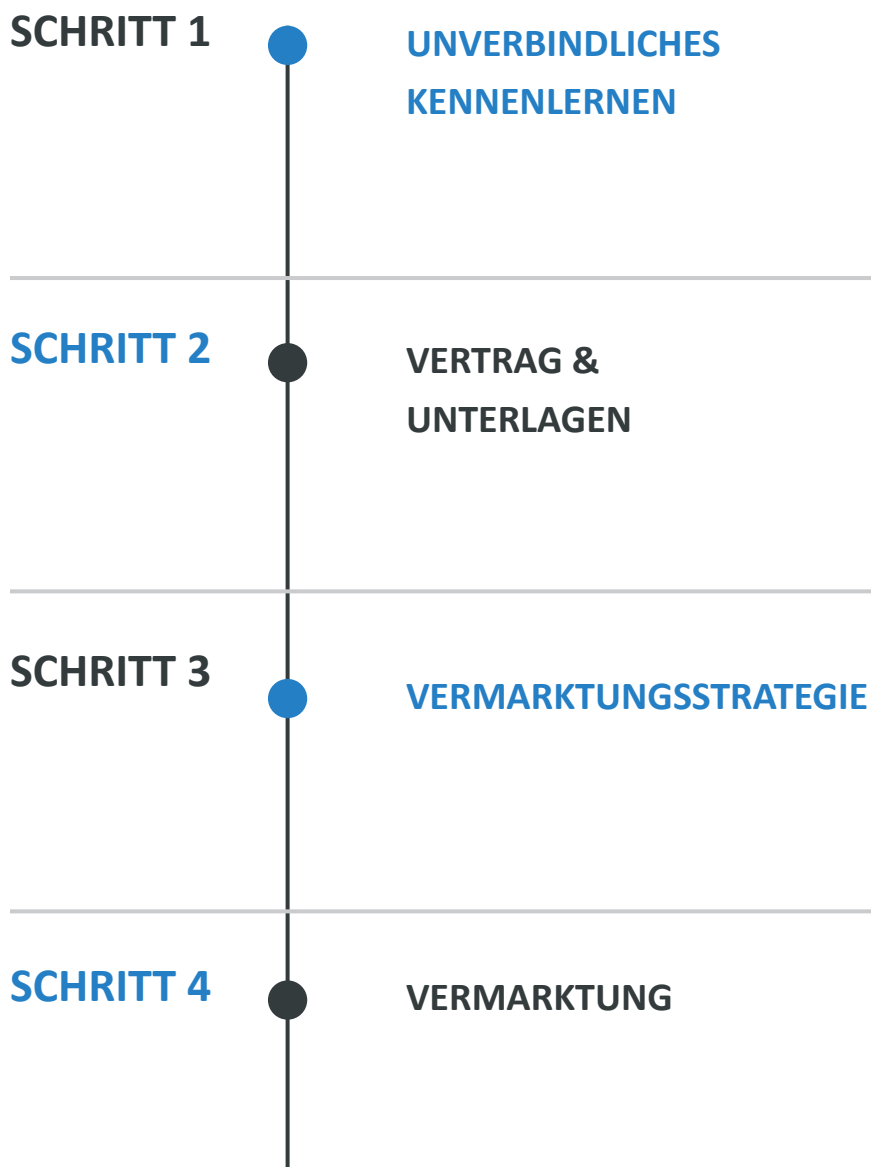 SCHRITT 1
UNVERBINDLICHES
KENNENLERNEN
SCHRITT 2
VERTRAG &
UNTERLAGEN
SCHRITT 3
VERMARKTUNGSSTRATEGIE
SCHRITT 4
VERMARKTUNG